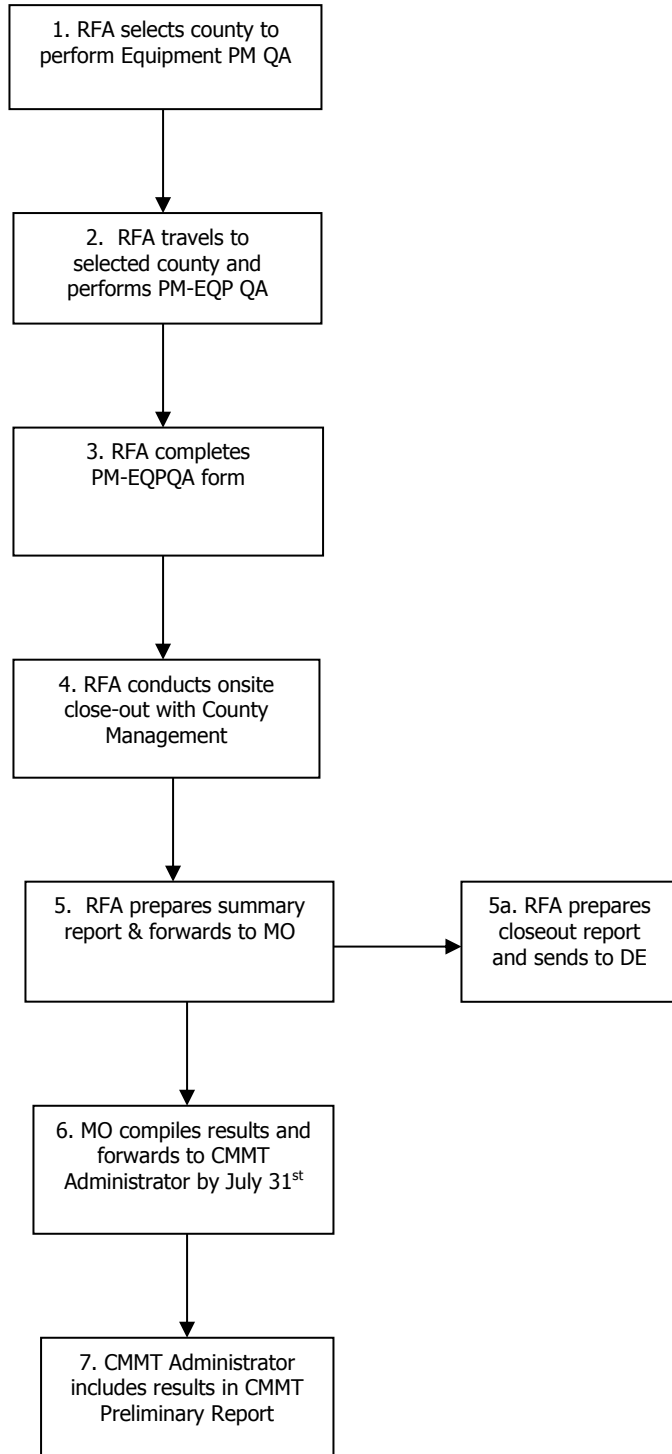 1. RFA selects county to
perform Equipment PM QA
2. RFA travels to
selected county and
performs PM-EQP QA
3. RFA completes
PM-EQPQA form
4. RFA conducts onsite
close-out with County
Management
5. RFA prepares summary
report & forwards to MO
5a. RFA prepares
closeout report
and sends to DE
6. MO compiles results and
forwards to CMMT
Administrator by July 31st
7. CMMT Administrator
includes results in CMMT
Preliminary Report